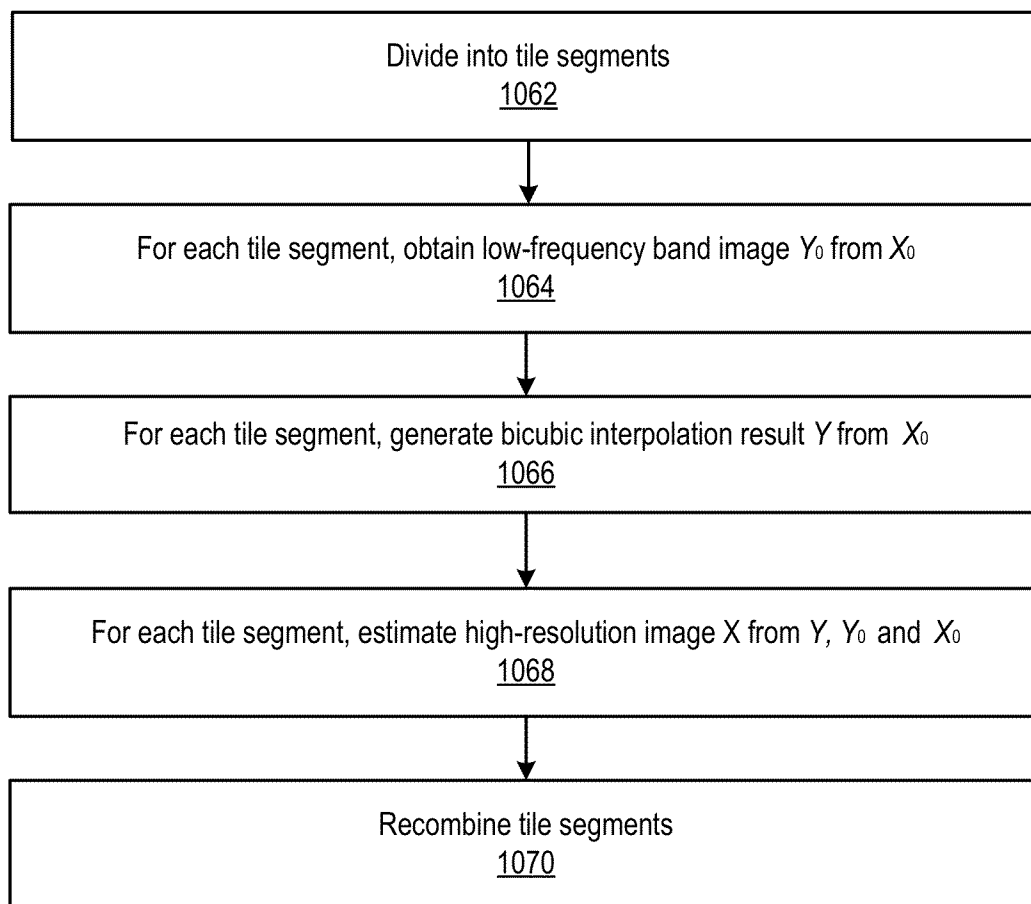 Divide into tile segments
1062
For each tile segment, obtain low-frequency band image Y₀ from X₀
1064
For each tile segment, generate bicubic interpolation result Y from X₀
1066
For each tile segment, estimate high-resolution image X from Y, Y₀ and X₀
1068
Recombine tile segments
1070